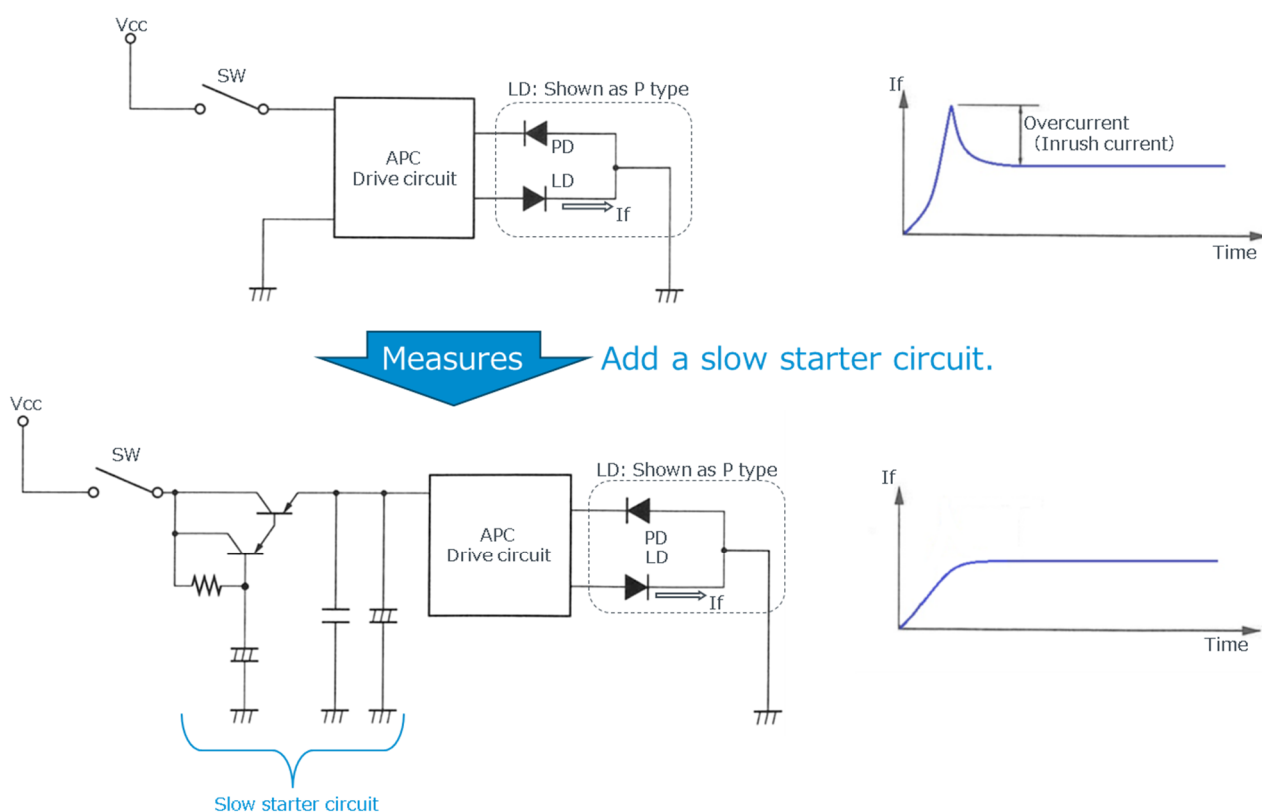 Vcc
SW
LD: Shown as P type
PD
APC
Drive circuit
LD
If
If
Overcurrent
(Inrush current)
Time
Measures
Add a slow starter circuit.
Vcc
SW
LD: Shown as P type
APC
Drive circuit
PD
LD
If
If
Time
Slow starter circuit